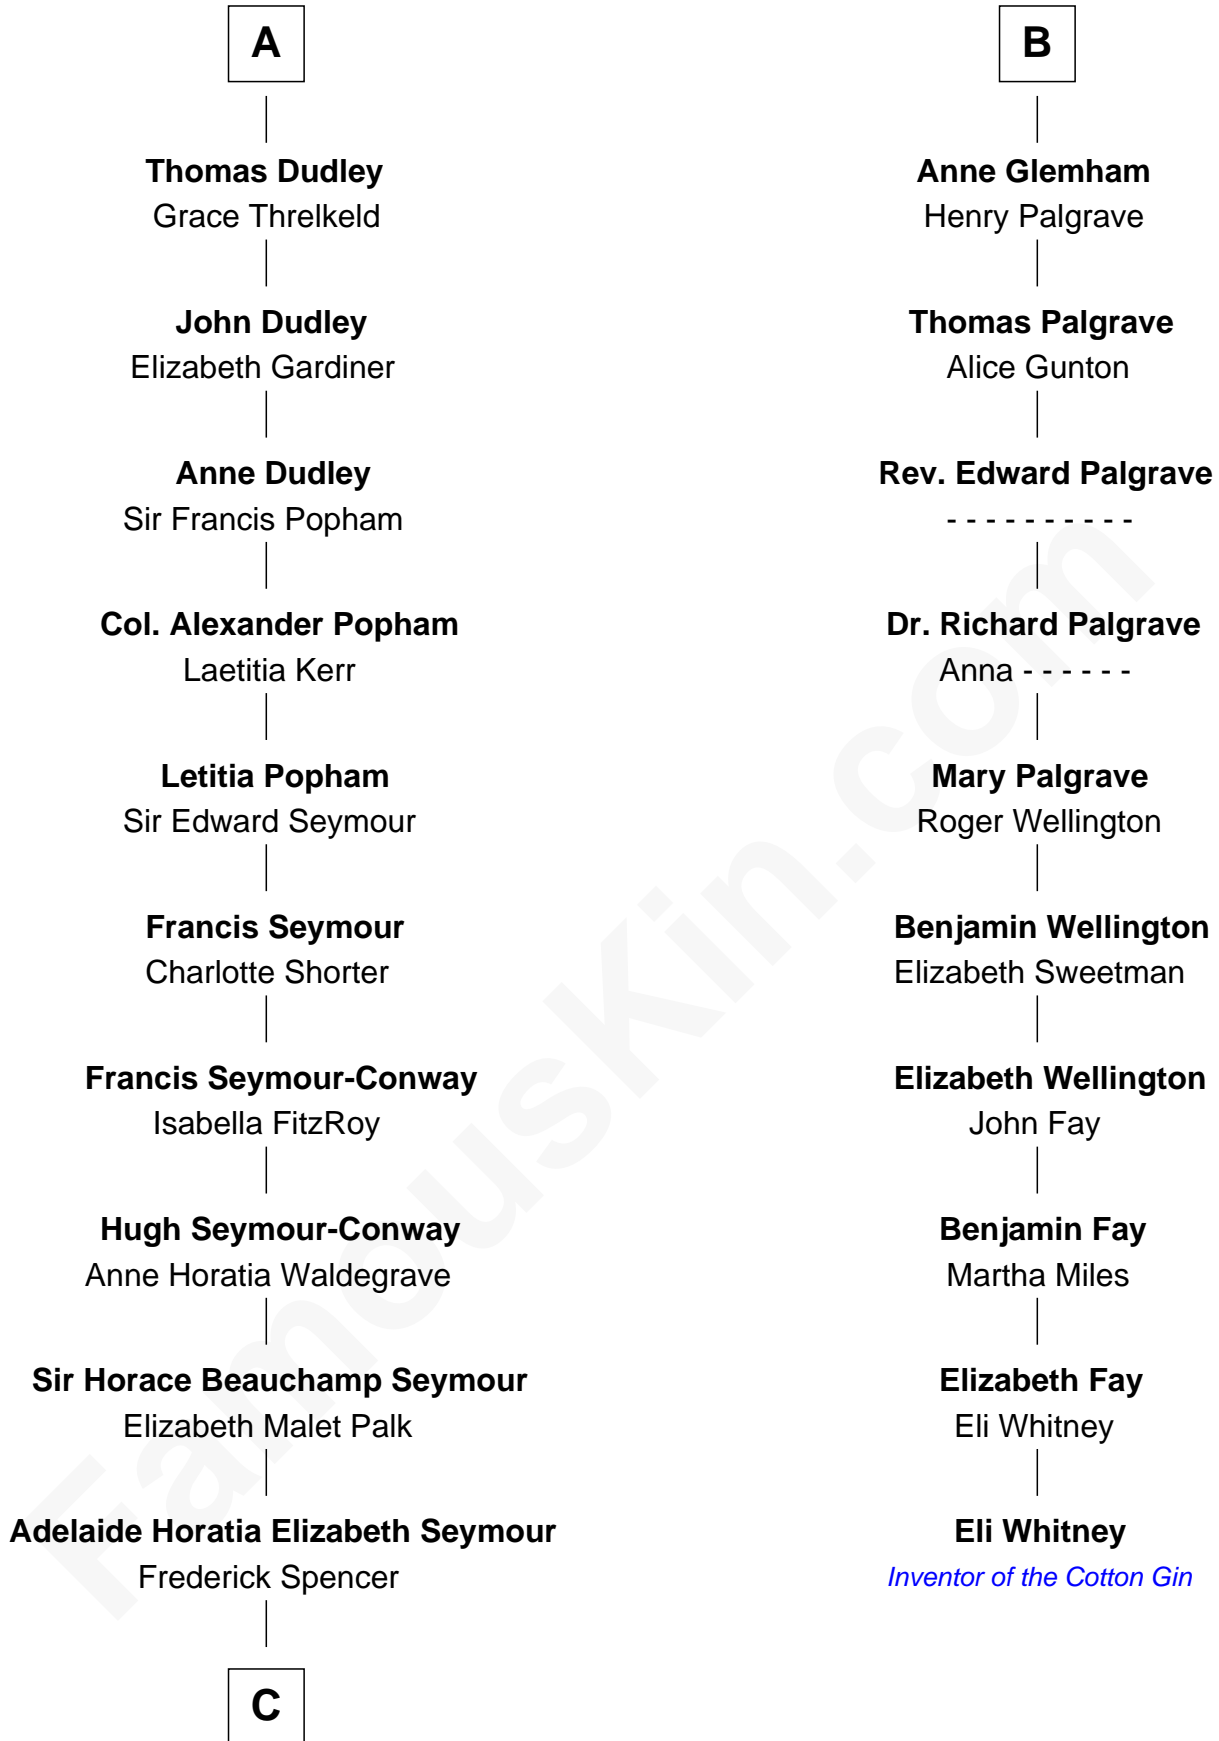 A
Thomas Dudley
Grace Threlkeld
John Dudley
Elizabeth Gardiner
Anne Dudley
Sir Francis Popham
Col. Alexander Popham
Laetitia Kerr
Letitia Popham
Sir Edward Seymour
Francis Seymour
Charlotte Shorter
Francis Seymour-Conway
Isabella FitzRoy
Hugh Seymour-Conway
Anne Horatia Waldegrave
Sir Horace Beauchamp Seymour
Elizabeth Malet Palk
Adelaide Horatia Elizabeth Seymour
Frederick Spencer
C
B
Anne Glemham
Henry Palgrave
Thomas Palgrave
Alice Gunton
Rev. Edward Palgrave
- - - - - - - - - -
Dr. Richard Palgrave
Anna - - - - - -
Mary Palgrave
Roger Wellington
Benjamin Wellington
Elizabeth Sweetman
Elizabeth Wellington
John Fay
Benjamin Fay
Martha Miles
Elizabeth Fay
Eli Whitney
Eli Whitney
Inventor of the Cotton Gin
FamousKin.com